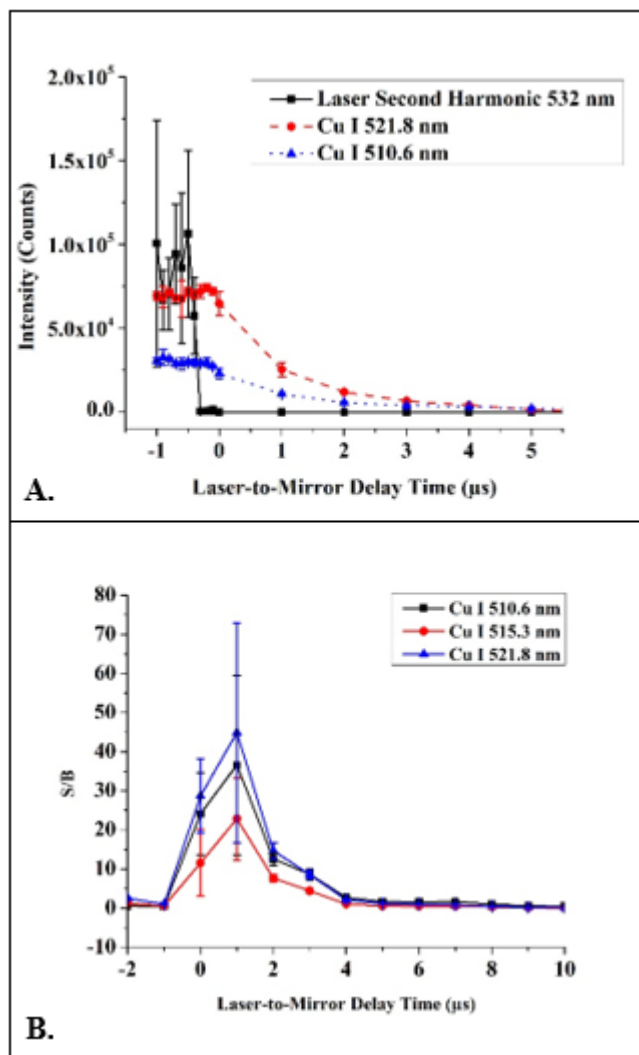 2.0x10⁵
1.5x10⁵
1.0x10⁵
5.0x10⁴
0.0
Intensity (Counts)
Laser Second Harmonic 532 nm
Cu I 521.8 nm
Cu I 510.6 nm
-1 0 1 2 3 4 5
Laser-to-Mirror Delay Time (µs)
A.
80
70
60
50
40
30
20
10
0
-10
S/B
Cu I 510.6 nm
Cu I 515.3 nm
Cu I 521.8 nm
-2 0 2 4 6 8 10
Laser-to-Mirror Delay Time (µs)
B.